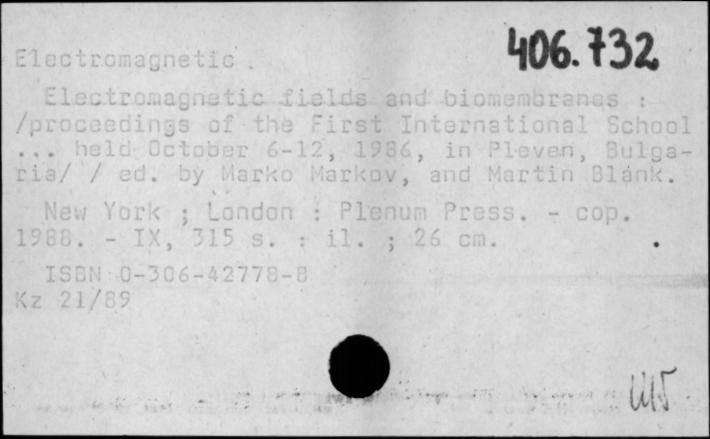 406.732
Electromagnetic .
Electromagnetic fields and biomembranes :
/proceedings of the First International School
... held October 6-12, 1986, in Pleven, Bulga-
ria/ / ed. by Marko Markov, and Martin Blank.
New York ; London : Plenum Press. - cop.
1988. - IX, 315 s. : il. ; 26 cm.
ISBN 0-306-42778-8
Kz 21/89